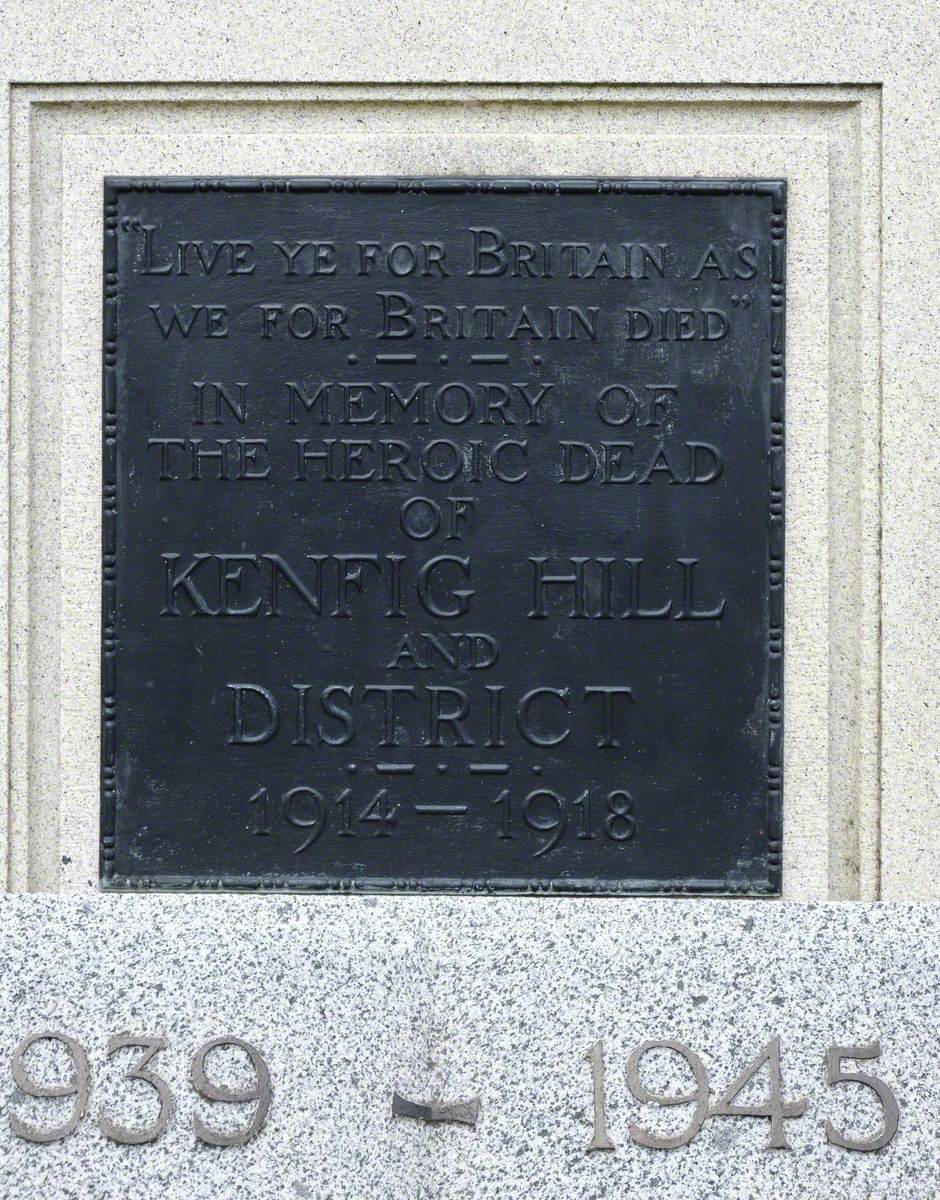 “Live ye for Britain as
we for Britain died”
· — · — ·
IN MEMORY OF
THE HEROIC DEAD
OF
KENFIG HILL
AND
DISTRICT
· — · — ·
1914 — 1918
939 - 1945